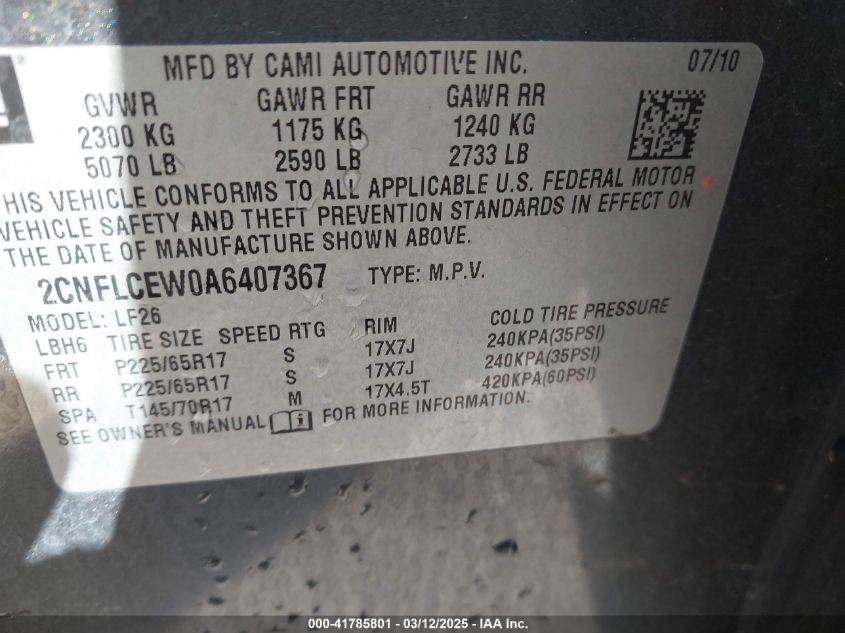 MFD BY CAMI AUTOMOTIVE INC. 07/10
GVWR GAWR FRT GAWR RR
2300 KG 1175 KG 1240 KG
5070 LB 2590 LB 2733 LB
HIS VEHICLE CONFORMS TO ALL APPLICABLE U.S. FEDERAL MOTOR
VEHICLE SAFETY AND THEFT PREVENTION STANDARDS IN EFFECT ON
THE DATE OF MANUFACTURE SHOWN ABOVE.
2CNFLCEW0A6407367 TYPE: M.P.V.
MODEL: LF26
LBH6 TIRE SIZE SPEED RTG RIM COLD TIRE PRESSURE
FRT P225/65R17 S 17X7J 240KPA(35PSI)
RR P225/65R17 S 17X7J 240KPA(35PSI)
SPA T145/70R17 M 17X4.5T 420KPA(60PSI)
SEE OWNER'S MANUAL FOR MORE INFORMATION.
000-41785801 - 03/12/2025 - IAAI.com